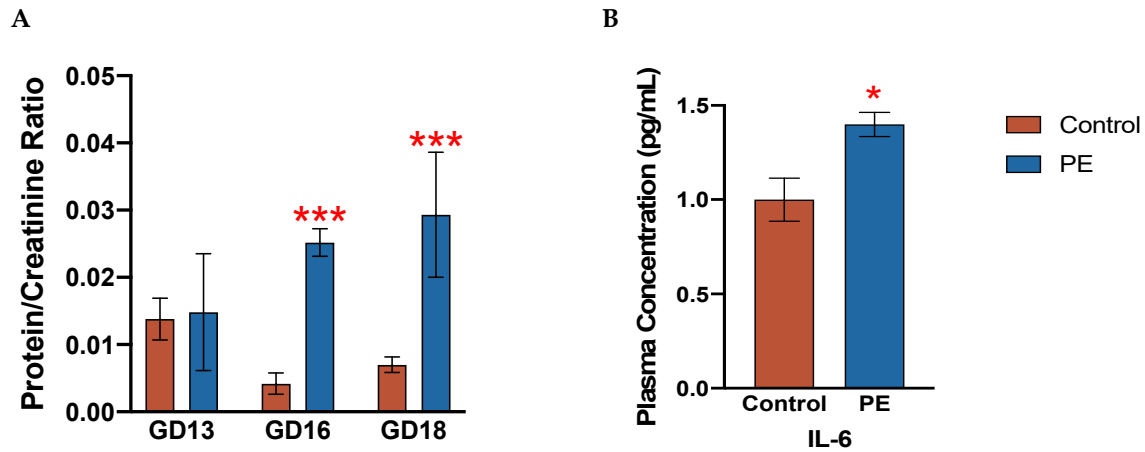 A
Protein/Creatinine Ratio
0.05
0.04
0.03
0.02
0.01
0.00
***
***
GD13 GD16 GD18
B
Plasma Concentration (pg/mL)
1.5
1.0
0.5
0.0
*
Control PE
IL-6
Control
PE